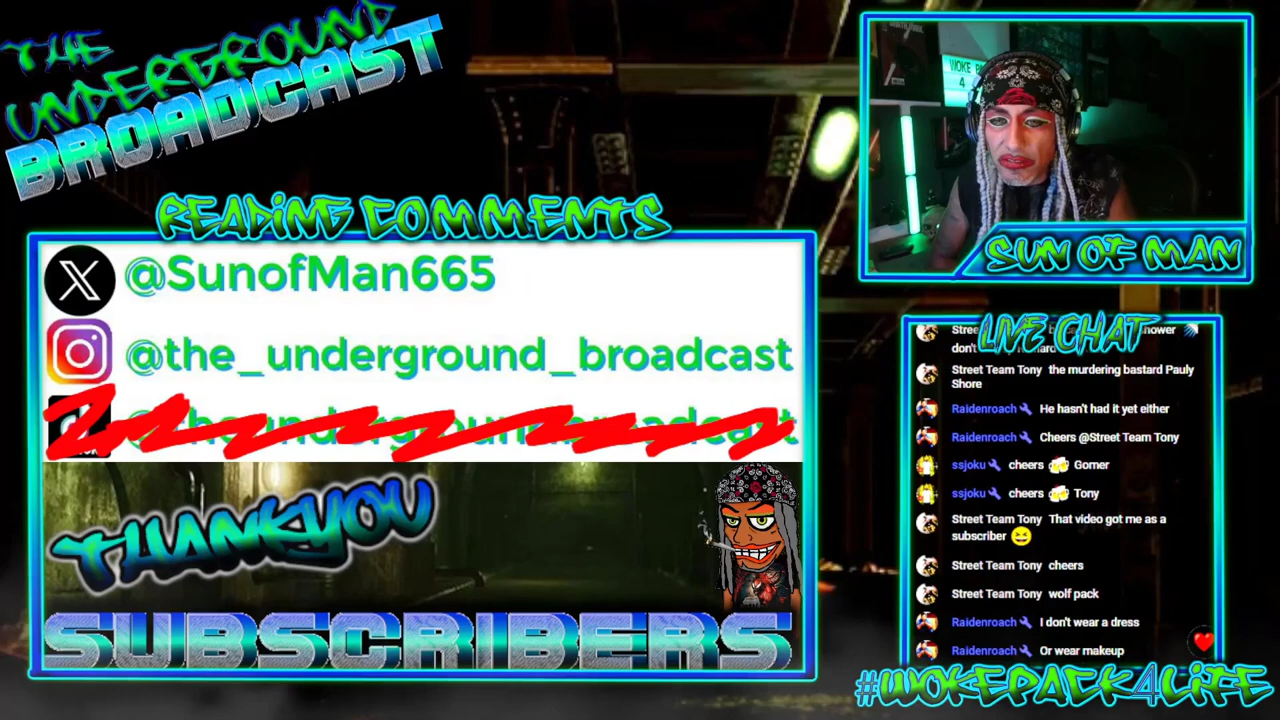 THE
UNDERGROUND
BROADCAST
READING COMMENTS
@SunofMan665
@the_underground_broadcast
THANKYOU
SUBSCRIBERS
WOKE
4
SUN OF MAN
LIVE CHAT
don't
Street Team Tony the murdering bastard Pauly
Shore
Raidenroach He hasn't had it yet either
Raidenroach Cheers @Street Team Tony
ssjoku cheers Gomer
ssjoku cheers Tony
Street Team Tony That video got me as a
subscriber
Street Team Tony cheers
Street Team Tony wolf pack
Raidenroach I don't wear a dress
Raidenroach Or wear makeup
#WOKEPACK4LIFE